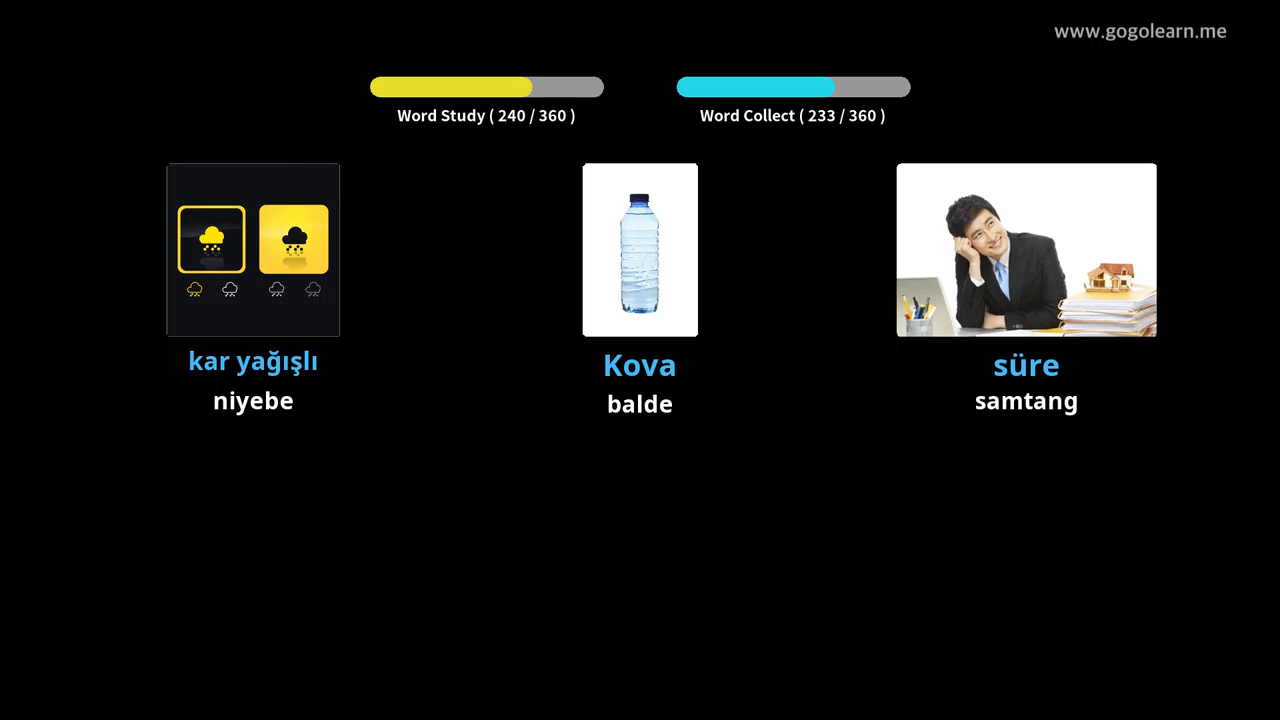 www.gogolearn.me
Word Study ( 240 / 360 )
Word Collect ( 233 / 360 )
kar yağışlı
niyebe
Kova
balde
süre
samtang